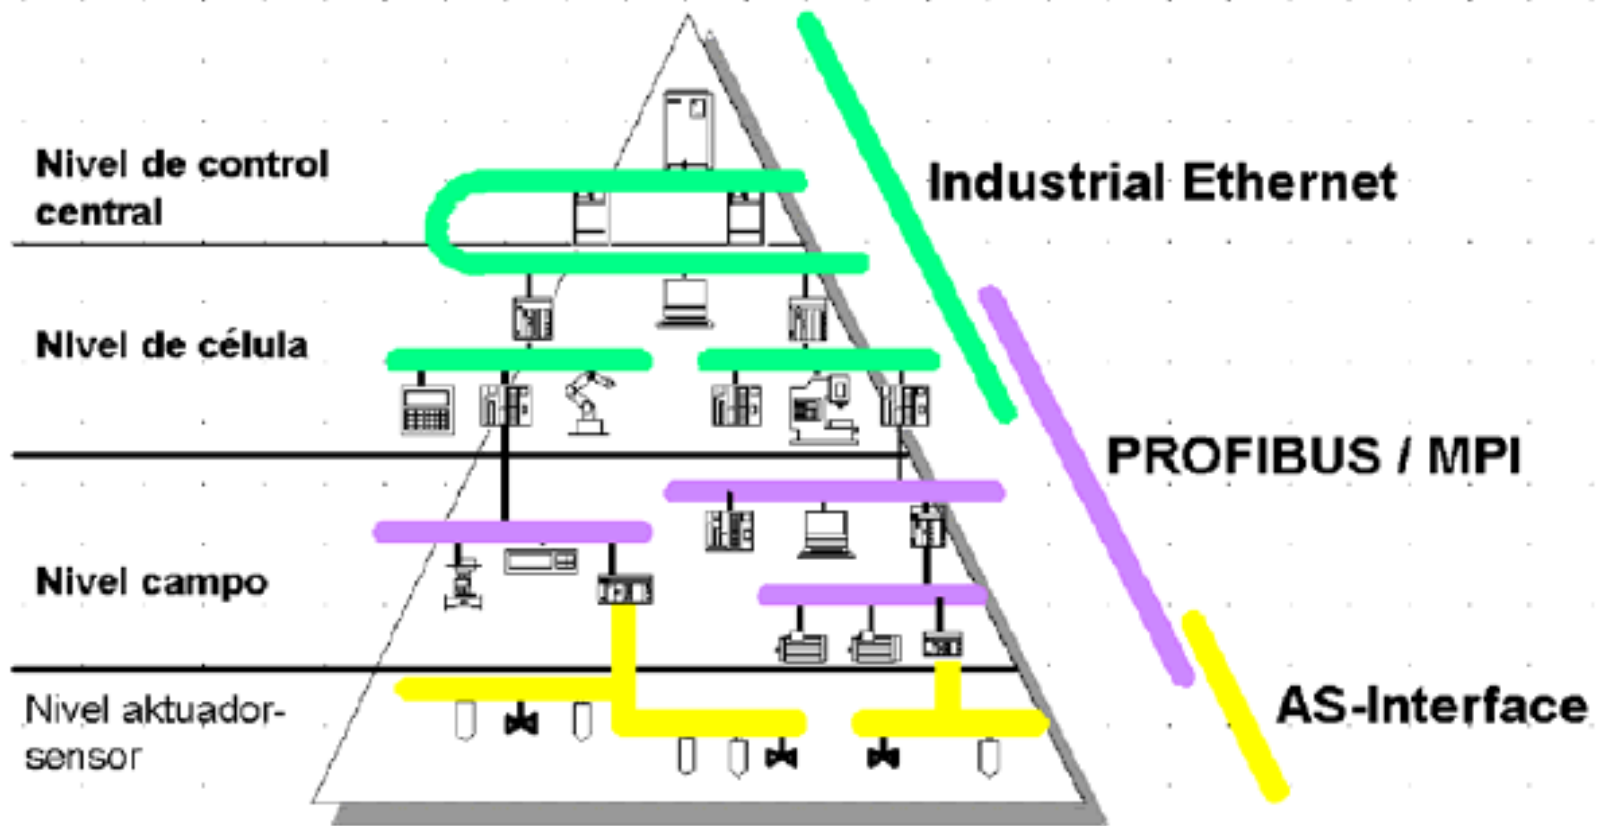 Nivel de control
central
Industrial Ethernet
Nivel de célula
PROFIBUS / MPI
Nivel campo
Nivel aktuador-
sensor
AS-Interface